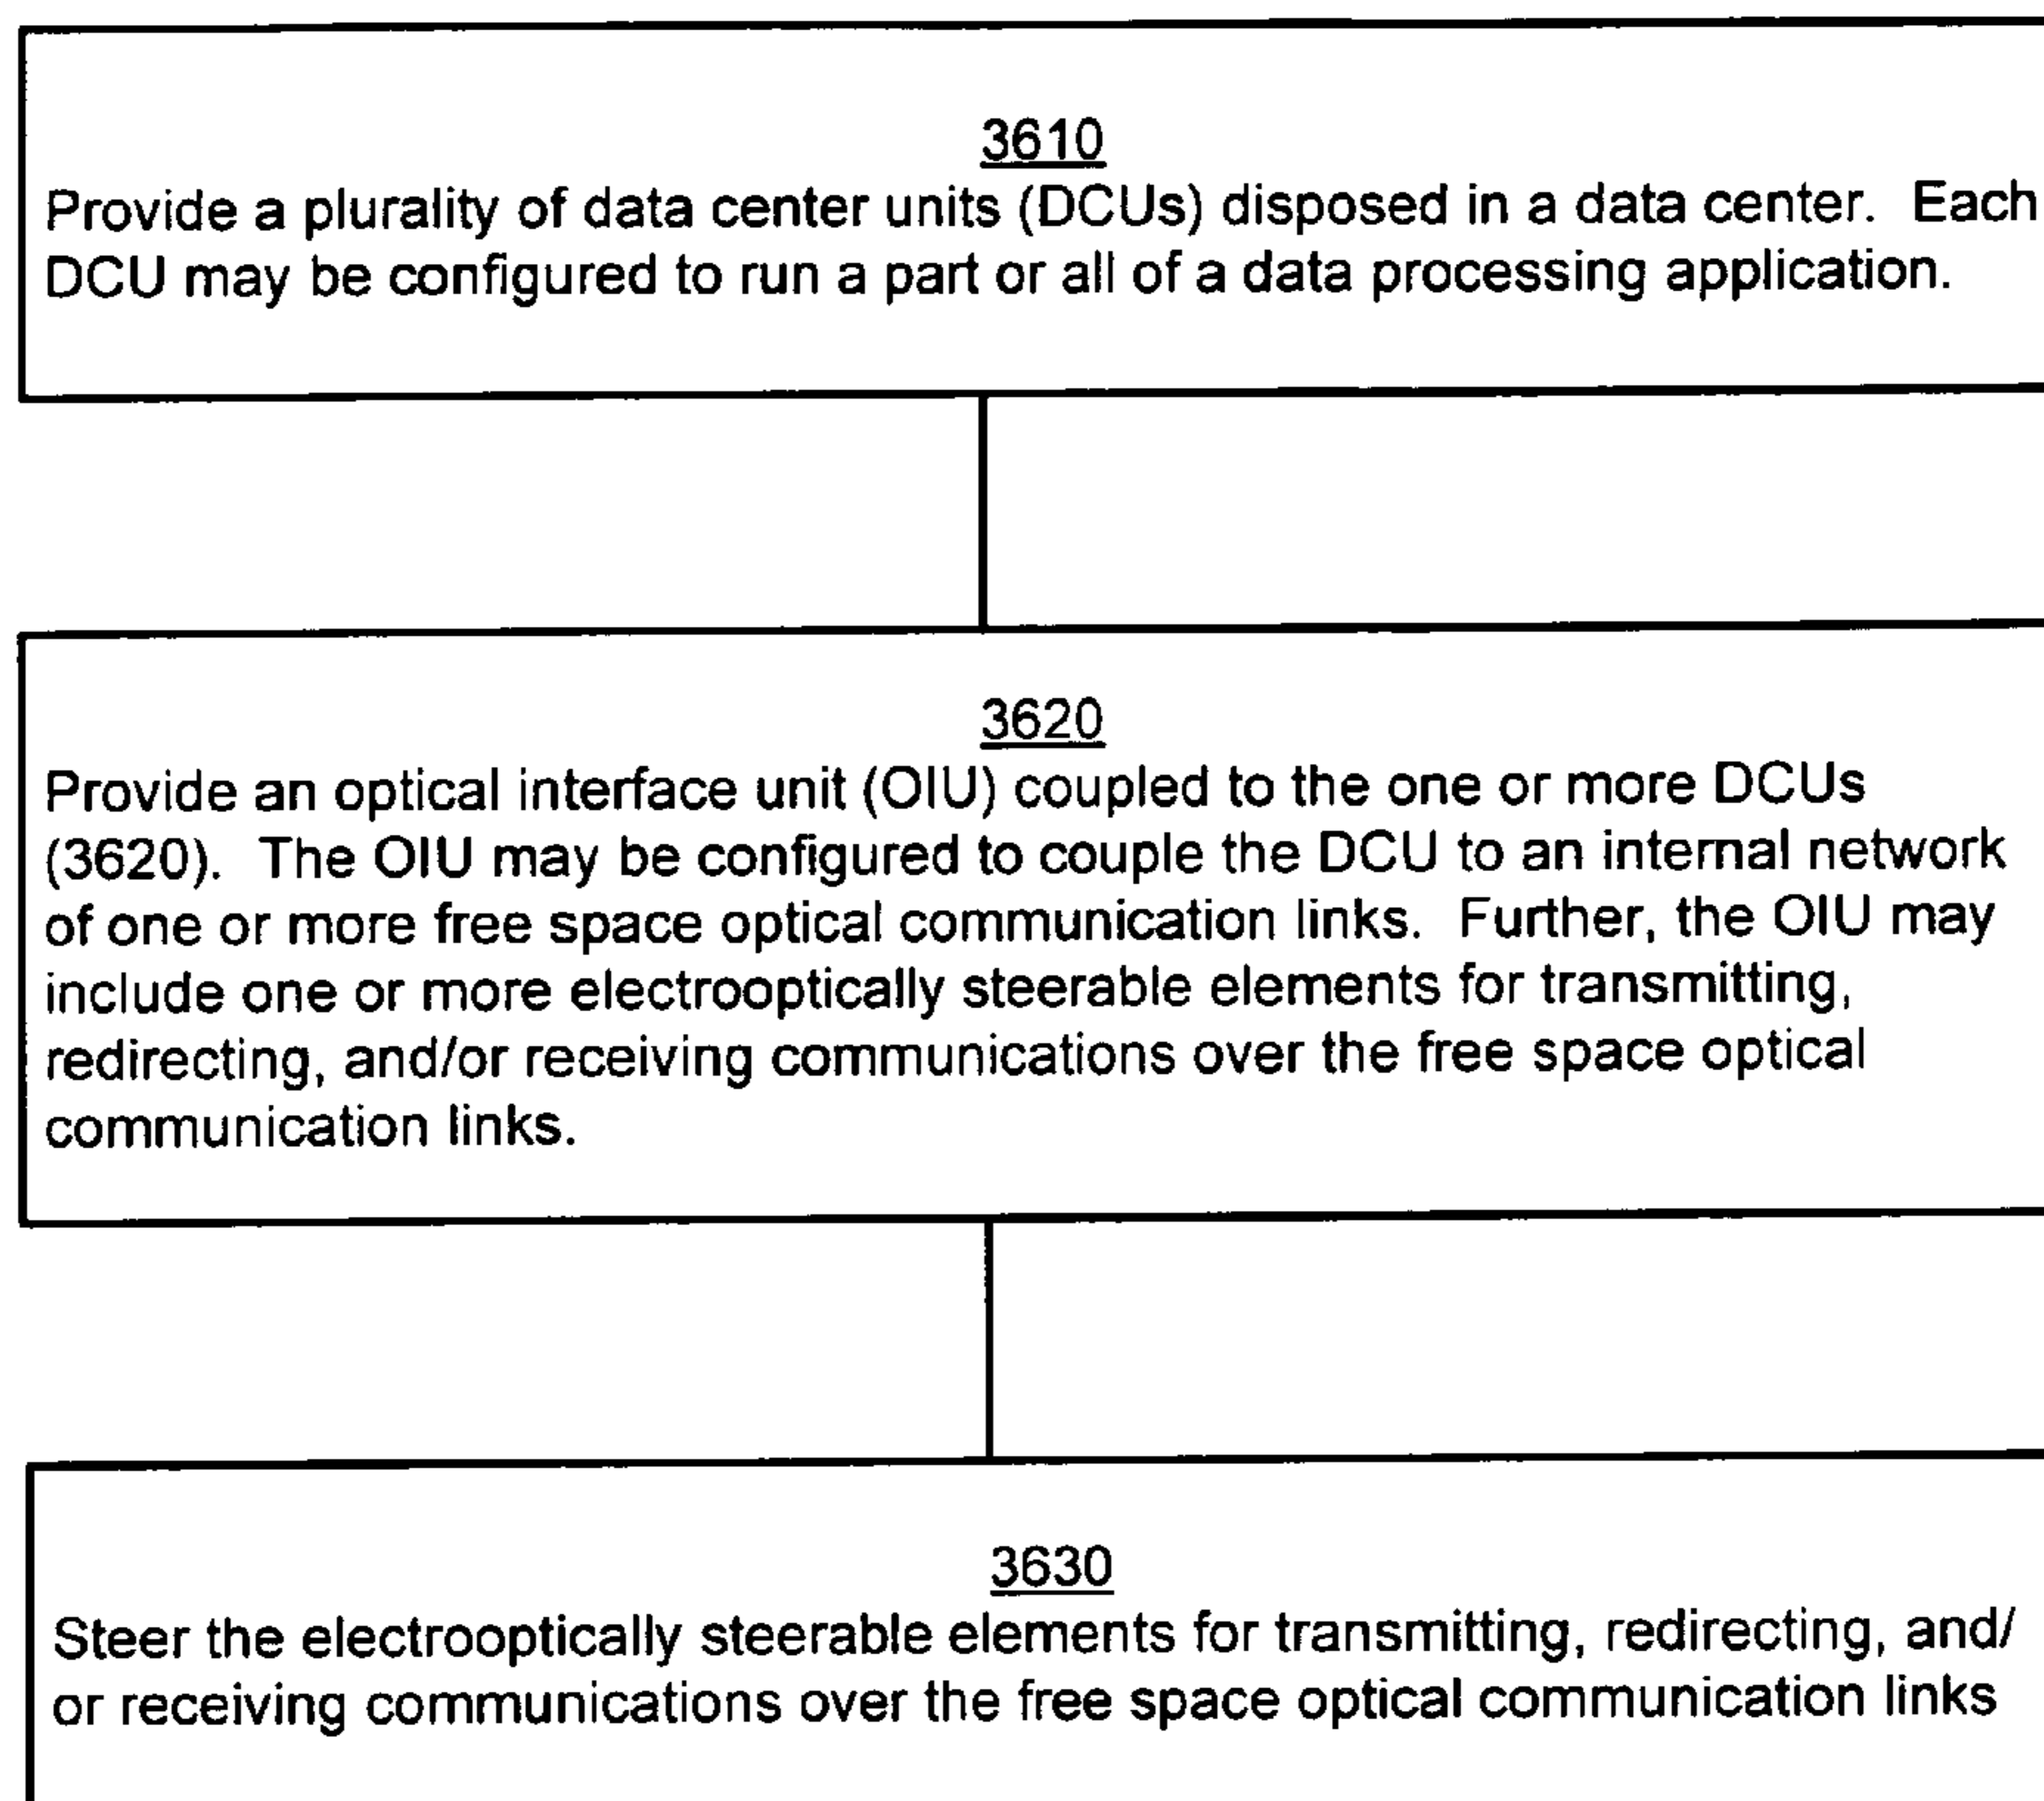 3610
Provide a plurality of data center units (DCUs) disposed in a data center. Each
DCU may be configured to run a part or all of a data processing application.
3620
Provide an optical interface unit (OIU) coupled to the one or more DCUs
(3620). The OIU may be configured to couple the DCU to an internal network
of one or more free space optical communication links. Further, the OIU may
include one or more electrooptically steerable elements for transmitting,
redirecting, and/or receiving communications over the free space optical
communication links.
3630
Steer the electrooptically steerable elements for transmitting, redirecting, and/
or receiving communications over the free space optical communication links